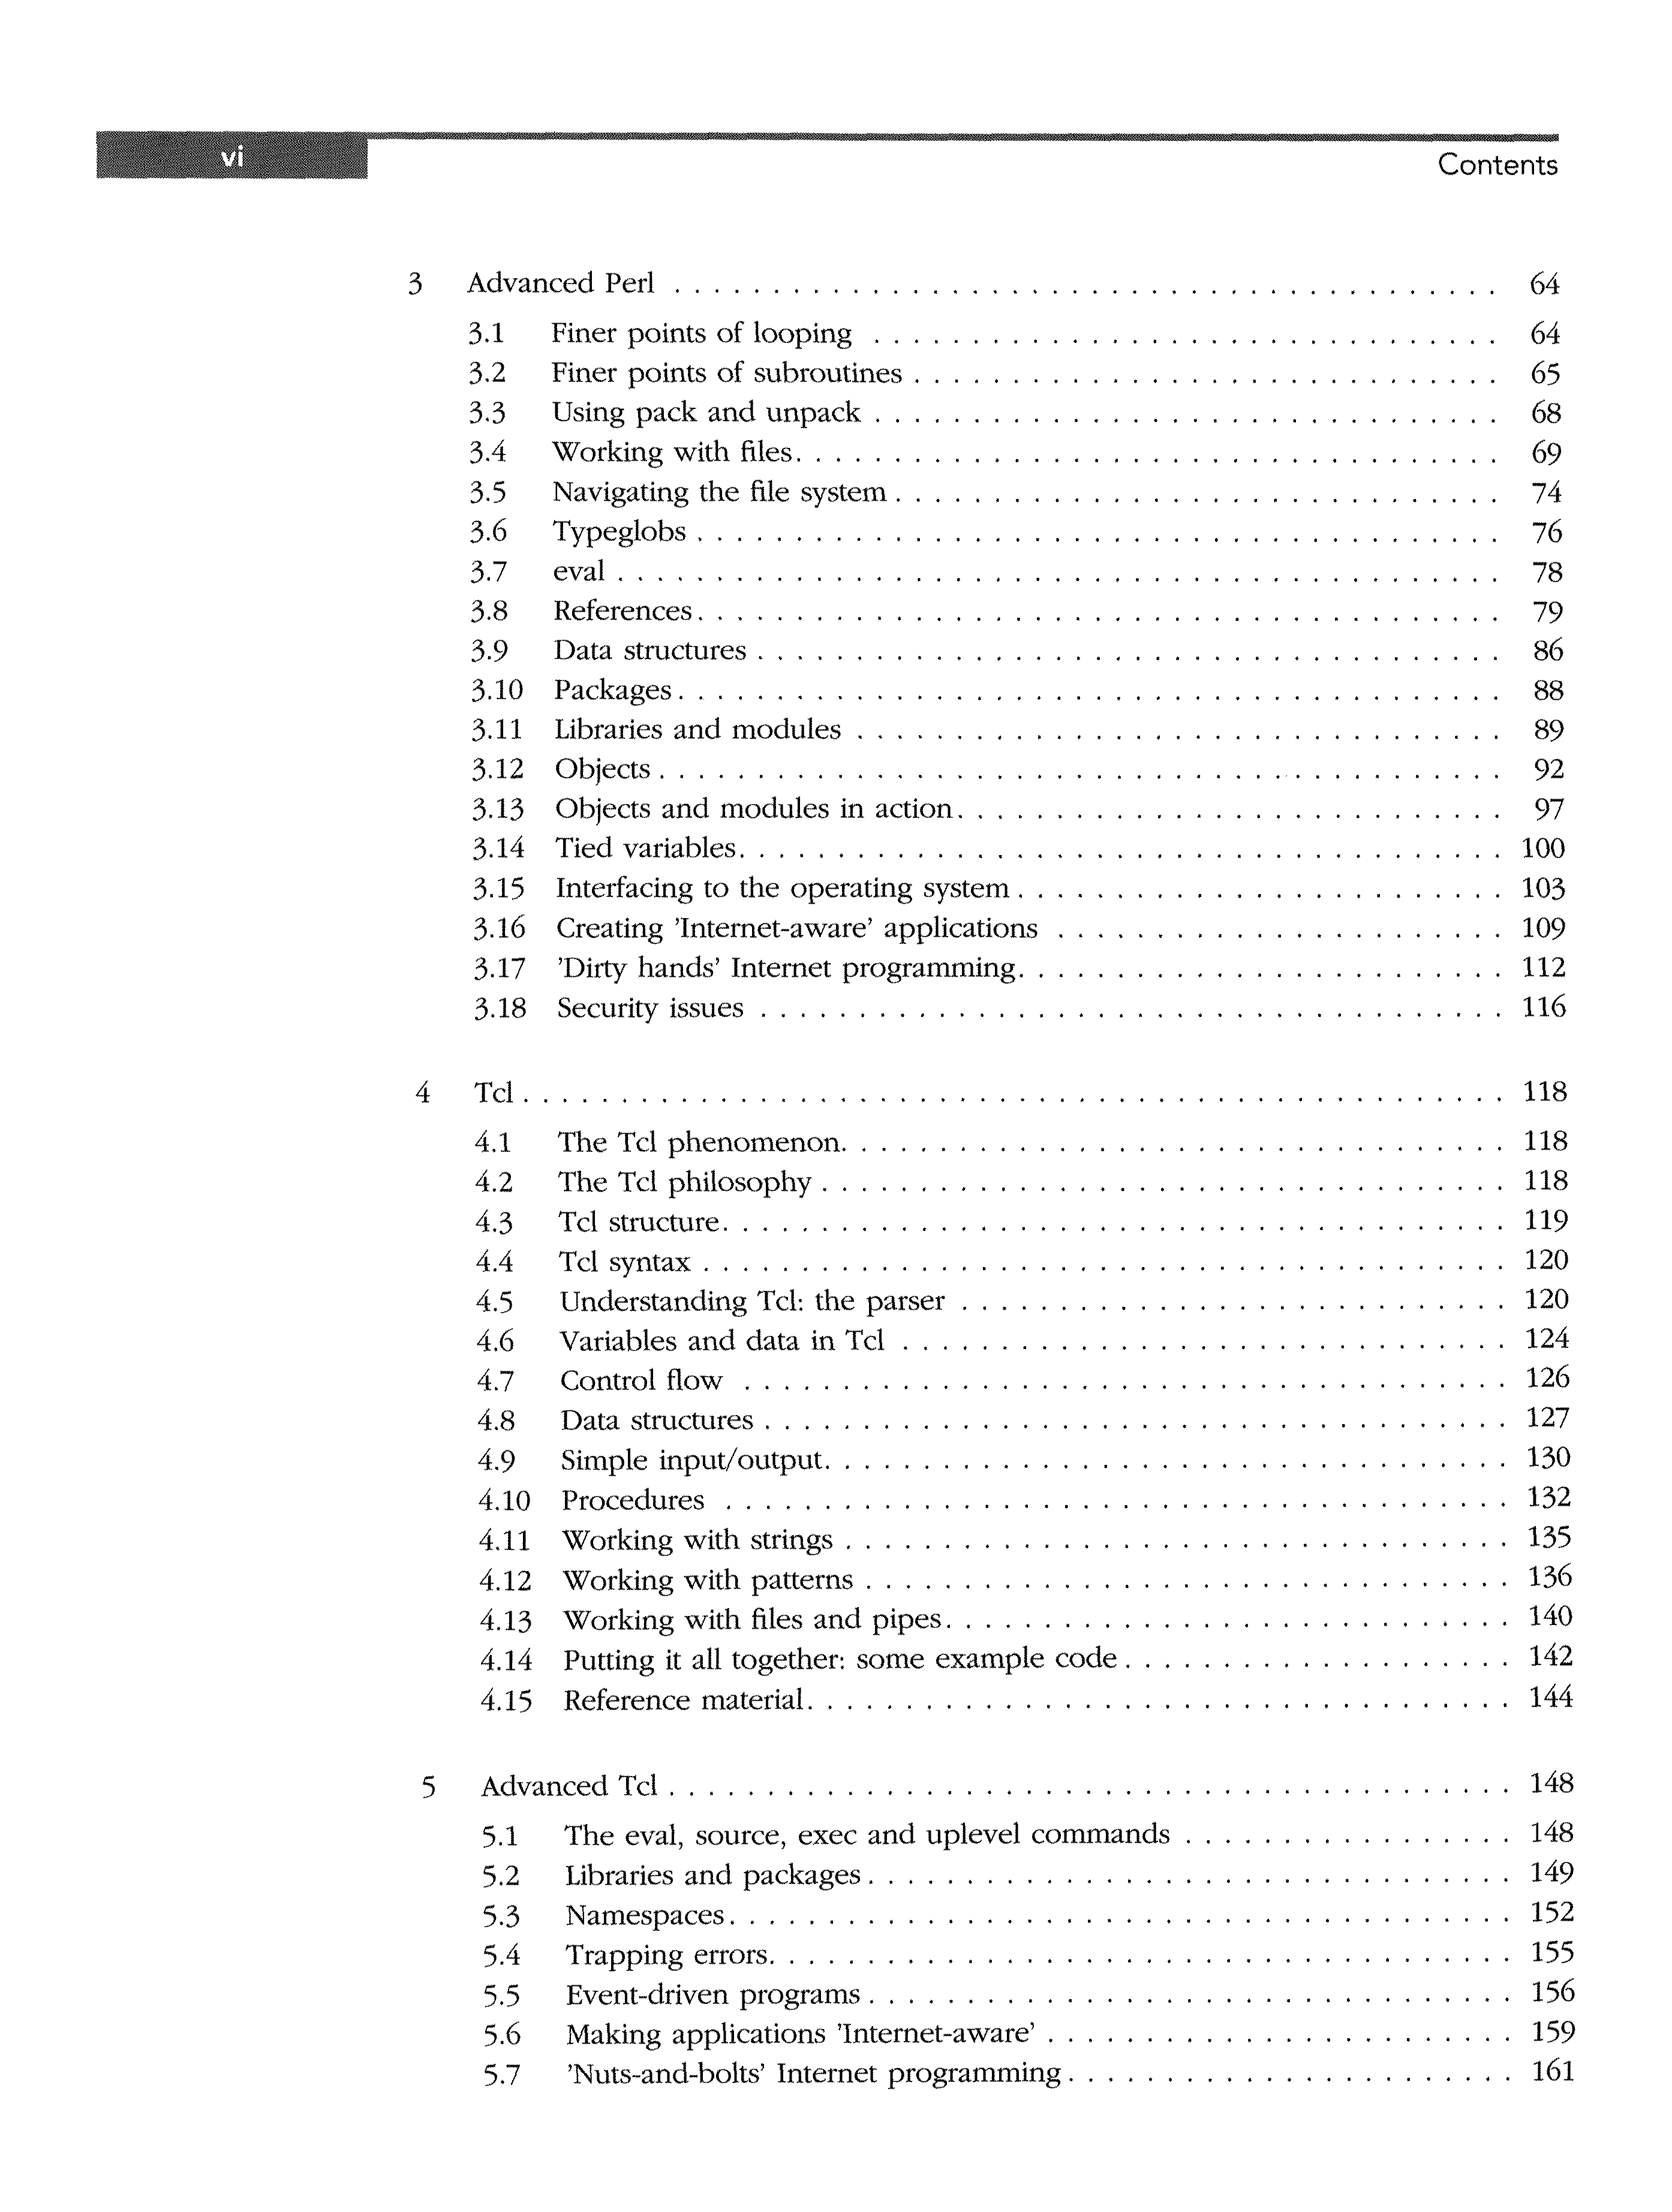 vi
Contents
3 Advanced Perl . . . . . . . . . . . . . . . . . . . . 64
3.1 Finer points of looping . . . . . . . . . . . . . . . . . . . . 64
3.2 Finer points of subroutines . . . . . . . . . . . . . . . . . . . . 65
3.3 Using pack and unpack . . . . . . . . . . . . . . . . . . . . 68
3.4 Working with files . . . . . . . . . . . . . . . . . . . . 69
3.5 Navigating the file system . . . . . . . . . . . . . . . . . . . . 74
3.6 Typeglobs . . . . . . . . . . . . . . . . . . . . 76
3.7 eval . . . . . . . . . . . . . . . . . . . . 78
3.8 References . . . . . . . . . . . . . . . . . . . . 79
3.9 Data structures . . . . . . . . . . . . . . . . . . . . 86
3.10 Packages . . . . . . . . . . . . . . . . . . . . 88
3.11 Libraries and modules . . . . . . . . . . . . . . . . . . . . 89
3.12 Objects . . . . . . . . . . . . . . . . . . . . 92
3.13 Objects and modules in action . . . . . . . . . . . . . . . . . . . . 97
3.14 Tied variables . . . . . . . . . . . . . . . . . . . . 100
3.15 Interfacing to the operating system . . . . . . . . . . . . . . . . . . . . 103
3.16 Creating 'Internet-aware' applications . . . . . . . . . . . . . . . . . . . . 109
3.17 'Dirty hands' Internet programming . . . . . . . . . . . . . . . . . . . . 112
3.18 Security issues . . . . . . . . . . . . . . . . . . . . 116
4 Tcl . . . . . . . . . . . . . . . . . . . . 118
4.1 The Tcl phenomenon . . . . . . . . . . . . . . . . . . . . 118
4.2 The Tcl philosophy . . . . . . . . . . . . . . . . . . . . 118
4.3 Tcl structure . . . . . . . . . . . . . . . . . . . . 119
4.4 Tcl syntax . . . . . . . . . . . . . . . . . . . . 120
4.5 Understanding Tcl: the parser . . . . . . . . . . . . . . . . . . . . 120
4.6 Variables and data in Tcl . . . . . . . . . . . . . . . . . . . . 124
4.7 Control flow . . . . . . . . . . . . . . . . . . . . 126
4.8 Data structures . . . . . . . . . . . . . . . . . . . . 127
4.9 Simple input/output . . . . . . . . . . . . . . . . . . . . 130
4.10 Procedures . . . . . . . . . . . . . . . . . . . . 132
4.11 Working with strings . . . . . . . . . . . . . . . . . . . . 135
4.12 Working with patterns . . . . . . . . . . . . . . . . . . . . 136
4.13 Working with files and pipes . . . . . . . . . . . . . . . . . . . . 140
4.14 Putting it all together: some example code . . . . . . . . . . . . . . . . . . . . 142
4.15 Reference material . . . . . . . . . . . . . . . . . . . . 144
5 Advanced Tcl . . . . . . . . . . . . . . . . . . . . 148
5.1 The eval, source, exec and uplevel commands . . . . . . . . . . . . . . . . . 148
5.2 Libraries and packages . . . . . . . . . . . . . . . . . . . . 149
5.3 Namespaces . . . . . . . . . . . . . . . . . . . . 152
5.4 Trapping errors . . . . . . . . . . . . . . . . . . . . 155
5.5 Event-driven programs . . . . . . . . . . . . . . . . . . . . 156
5.6 Making applications 'Internet-aware' . . . . . . . . . . . . . . . . . . . . 159
5.7 'Nuts-and-bolts' Internet programming . . . . . . . . . . . . . . . . . . . . 161